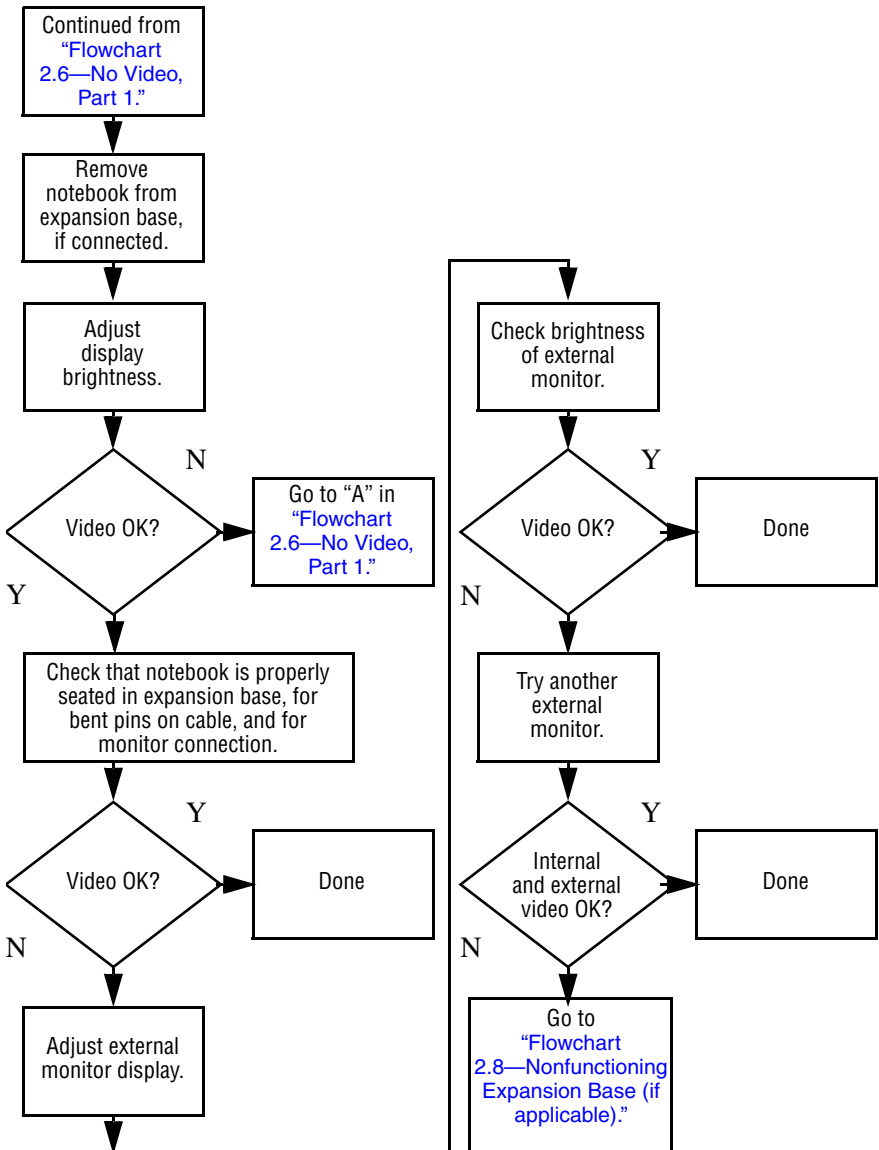 Continued from
“Flowchart
2.6—No Video,
Part 1.”
Remove
notebook from
expansion base,
if connected.
Adjust
display
brightness.
Video OK?
N
Go to “A” in
“Flowchart
2.6—No Video,
Part 1.”
Y
Check that notebook is properly
seated in expansion base, for
bent pins on cable, and for
monitor connection.
Video OK?
Y
Done
N
Adjust external
monitor display.
Check brightness
of external
monitor.
Video OK?
Y
Done
N
Try another
external
monitor.
Internal
and external
video OK?
Y
Done
N
Go to
“Flowchart
2.8—Nonfunctioning
Expansion Base (if
applicable).”